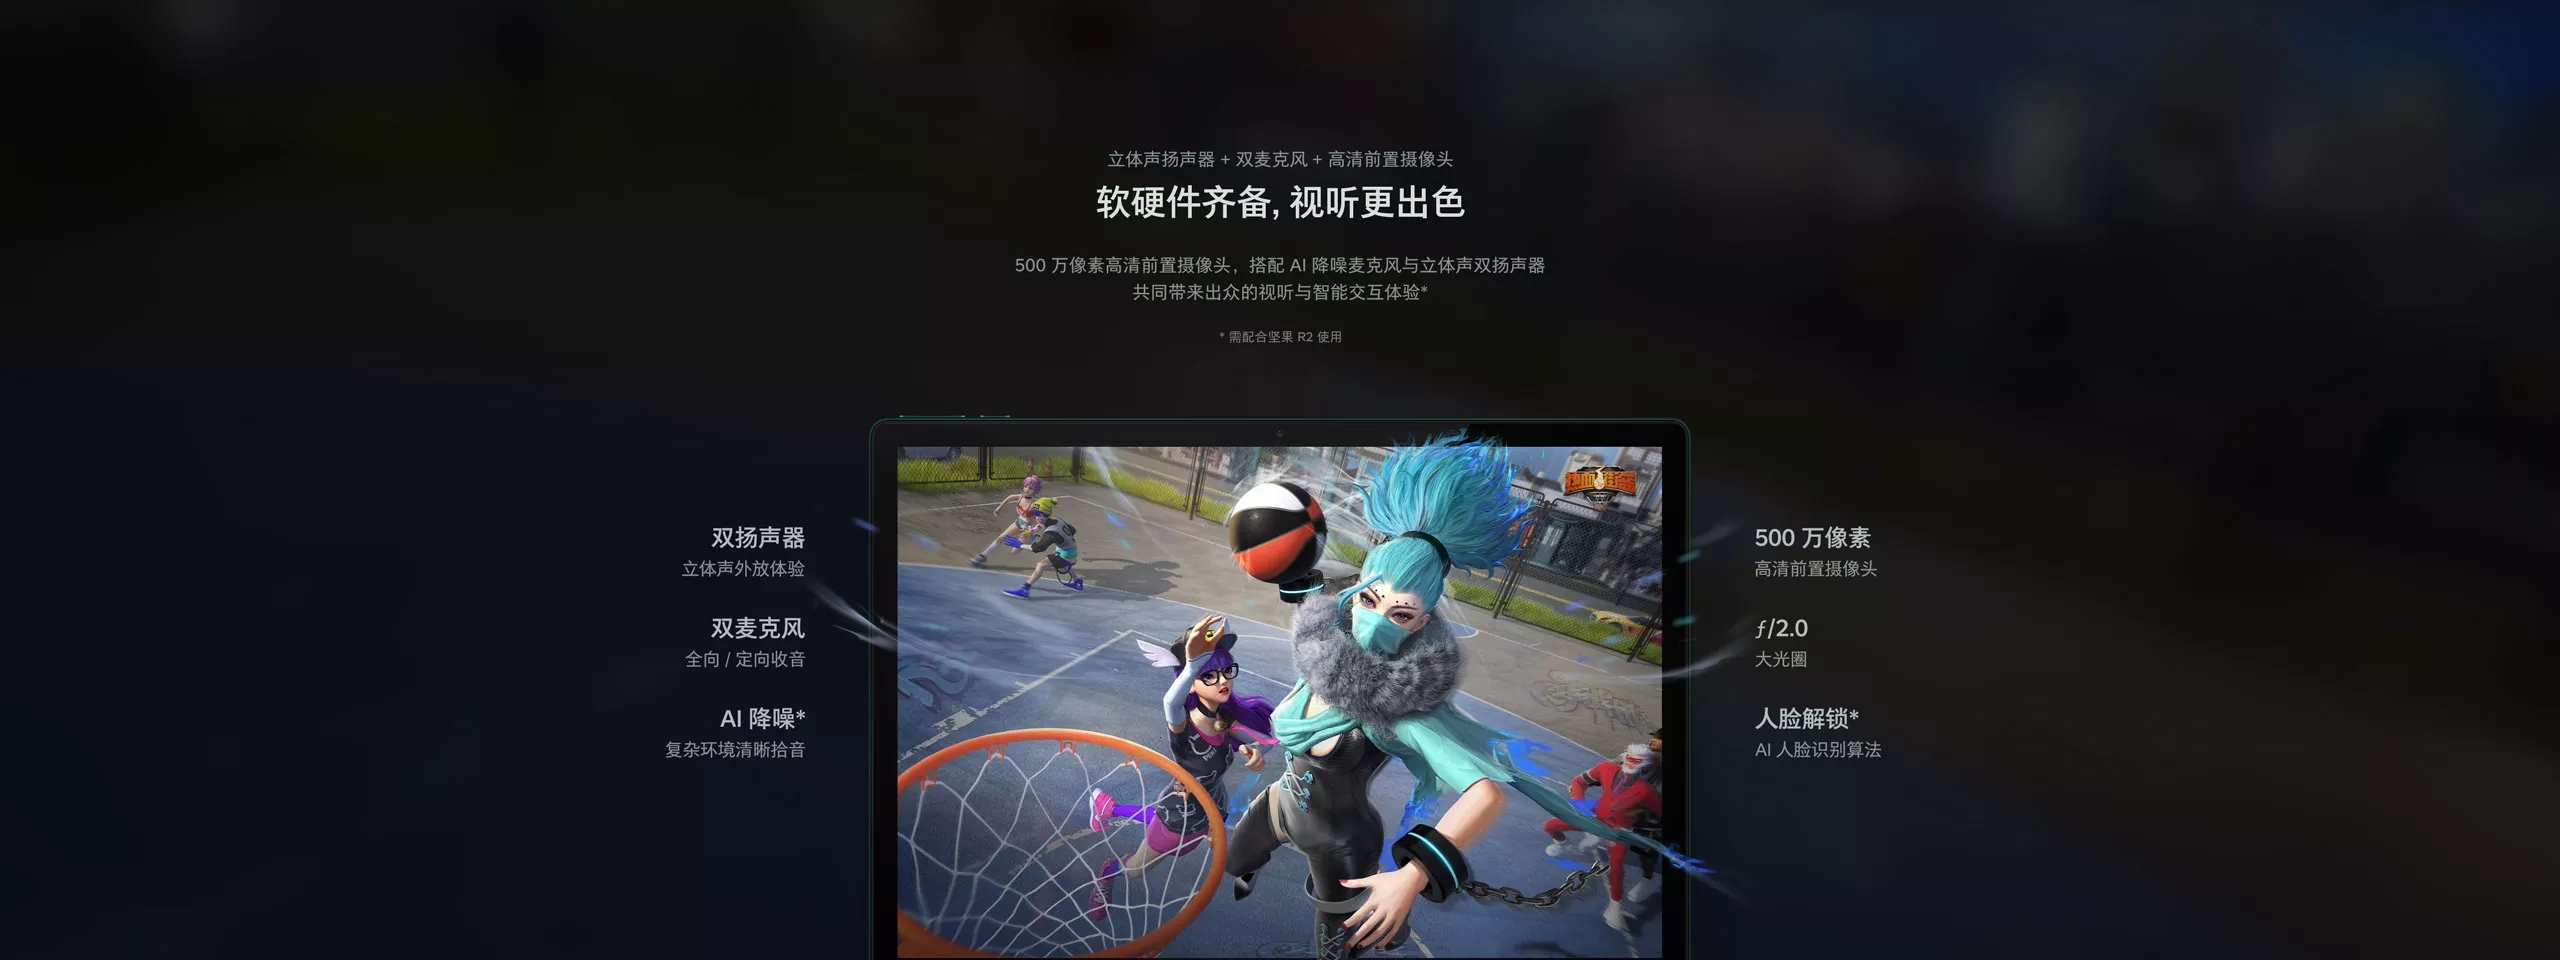 立体声扬声器 + 双麦克风 + 高清前置摄像头
软硬件齐备, 视听更出色
500 万像素高清前置摄像头，搭配 AI 降噪麦克风与立体声双扬声器
共同带来出众的视听与智能交互体验*
* 需配合坚果 R2 使用
双扬声器
立体声外放体验
双麦克风
全向 / 定向收音
AI 降噪*
复杂环境清晰拾音
热血街篮
500 万像素
高清前置摄像头
ƒ/2.0
大光圈
人脸解锁*
AI 人脸识别算法